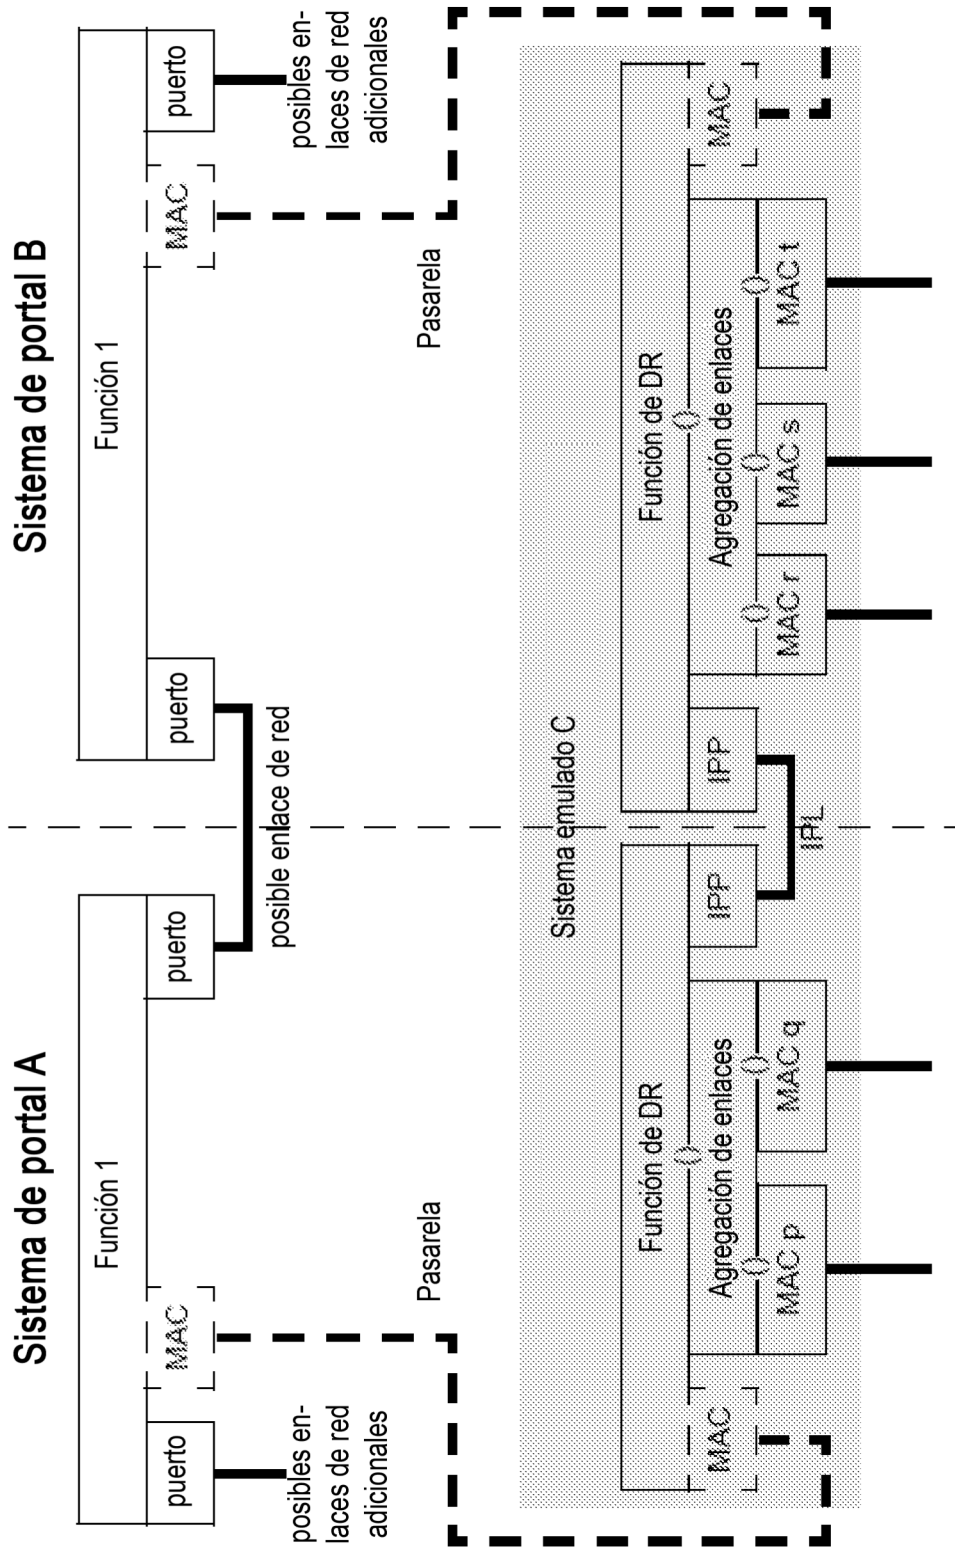 Sistema de portal A
Sistema de portal B
Función 1
Función 1
puerto
MAC
puerto
puerto
MAC
puerto
posibles en-
laces de red
adicionales
posible enlace de red
posibles en-
laces de red
adicionales
Pasarela
Pasarela
Sistema emulado C
Función de DR
Función de DR
MAC
Agregación de enlaces
IPP
IPP
Agregación de enlaces
MAC
MAC p
MAC q
IPL
MAC r
MAC s
MAC t